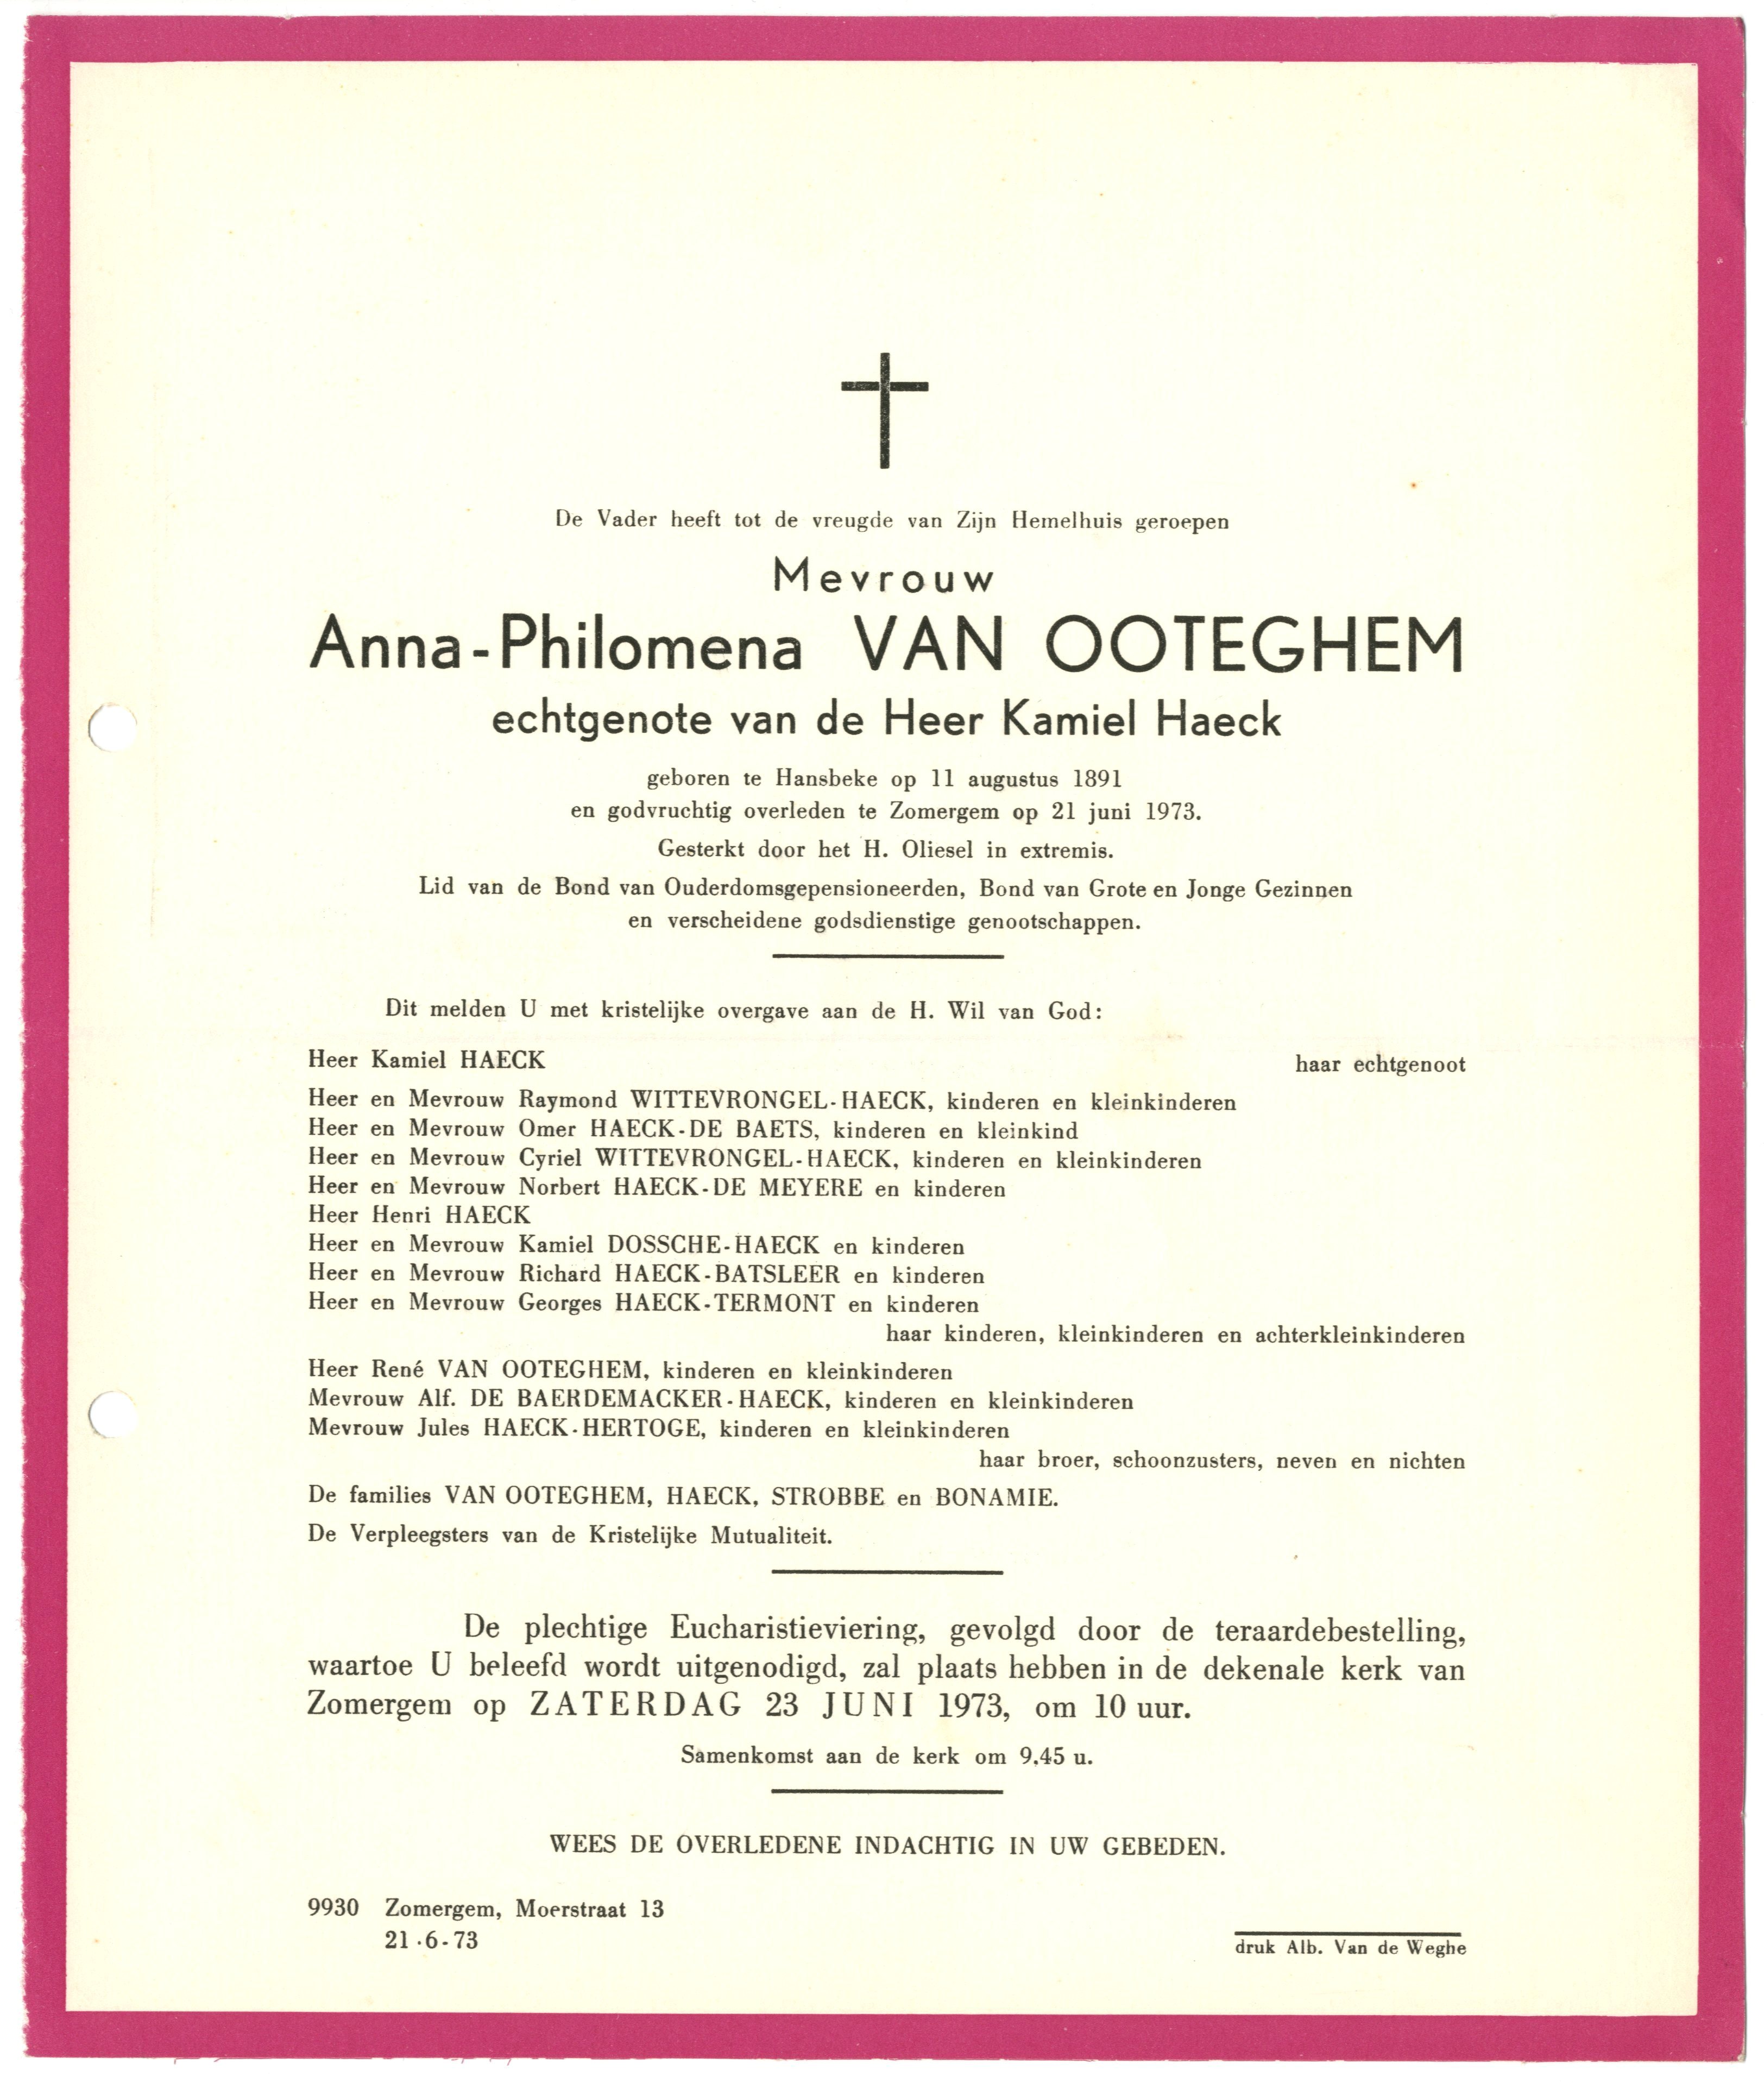 De Vader heeft tot de vreugde van Zijn Hemelhuis geroepen
Mevrouw
Anna-Philomena VAN OOTEGHEM
echtgenote van de Heer Kamiel Haeck
geboren te Hansbeke op 11 augustus 1891
en godvruchtig overleden te Zomergem op 21 juni 1973.
Gesterkt door het H. Oliesel in extremis.
Lid van de Bond van Ouderdomsgepensioneerden, Bond van Grote en Jonge Gezinnen
en verscheidene godsdienstige genootschappen.
Dit melden U met kristelijke overgave aan de H. Wil van God:
Heer Kamiel HAECK haar echtgenoot
Heer en Mevrouw Raymond WITTEVRONGEL-HAECK, kinderen en kleinkinderen
Heer en Mevrouw Omer HAECK-DE BAETS, kinderen en kleinkind
Heer en Mevrouw Cyriel WITTEVRONGEL-HAECK, kinderen en kleinkinderen
Heer en Mevrouw Norbert HAECK-DE MEYERE en kinderen
Heer Henri HAECK
Heer en Mevrouw Kamiel DOSSCHE-HAECK en kinderen
Heer en Mevrouw Richard HAECK-BATSLEER en kinderen
Heer en Mevrouw Georges HAECK-TERMONT en kinderen
haar kinderen, kleinkinderen en achterkleinkinderen
Heer René VAN OOTEGHEM, kinderen en kleinkinderen
Mevrouw Alf. DE BAERDEMACKER-HAECK, kinderen en kleinkinderen
Mevrouw Jules HAECK-HERTOGE, kinderen en kleinkinderen
haar broer, schoonzusters, neven en nichten
De families VAN OOTEGHEM, HAECK, STROBBE en BONAMIE.
De Verpleegsters van de Kristelijke Mutualiteit.
De plechtige Eucharistieviering, gevolgd door de teraardebestelling,
waartoe U beleefd wordt uitgenodigd, zal plaats hebben in de dekenale kerk van
Zomergem op ZATERDAG 23 JUNI 1973, om 10 uur.
Samenkomst aan de kerk om 9.45 u.
WEES DE OVERLEDENE INDACHTIG IN UW GEBEDEN.
9930 Zomergem, Moerstraat 13
21-6-73
druk Alb. Van de Weghe